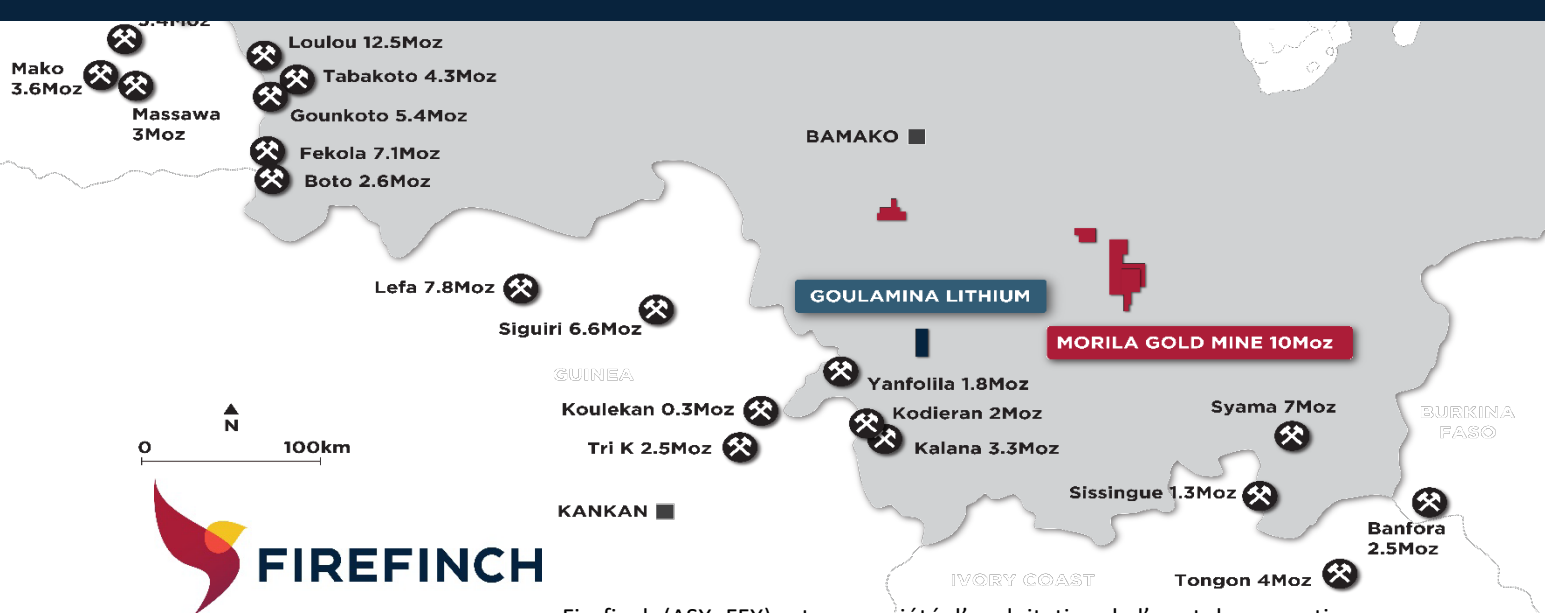 Loulou 12.5Moz
Mako
3.6Moz
Tabakoto 4.3Moz
Massawa
3Moz
Gounkoto 5.4Moz
BAMAKO
Fekola 7.1Moz
Boto 2.6Moz
Lefa 7.8Moz
GOULAMINA LITHIUM
Siguiri 6.6Moz
MORILA GOLD MINE 10Moz
GUINEA
Yanfolila 1.8Moz
Koulekan 0.3Moz
Kodieran 2Moz
Syama 7Moz
BURKINA
FASO
N
0 100km
Tri K 2.5Moz
Kalana 3.3Moz
Sissingue 1.3Moz
KANKAN
Banfora
2.5Moz
FIREFINCH
IVORY COAST
Tongon 4Moz